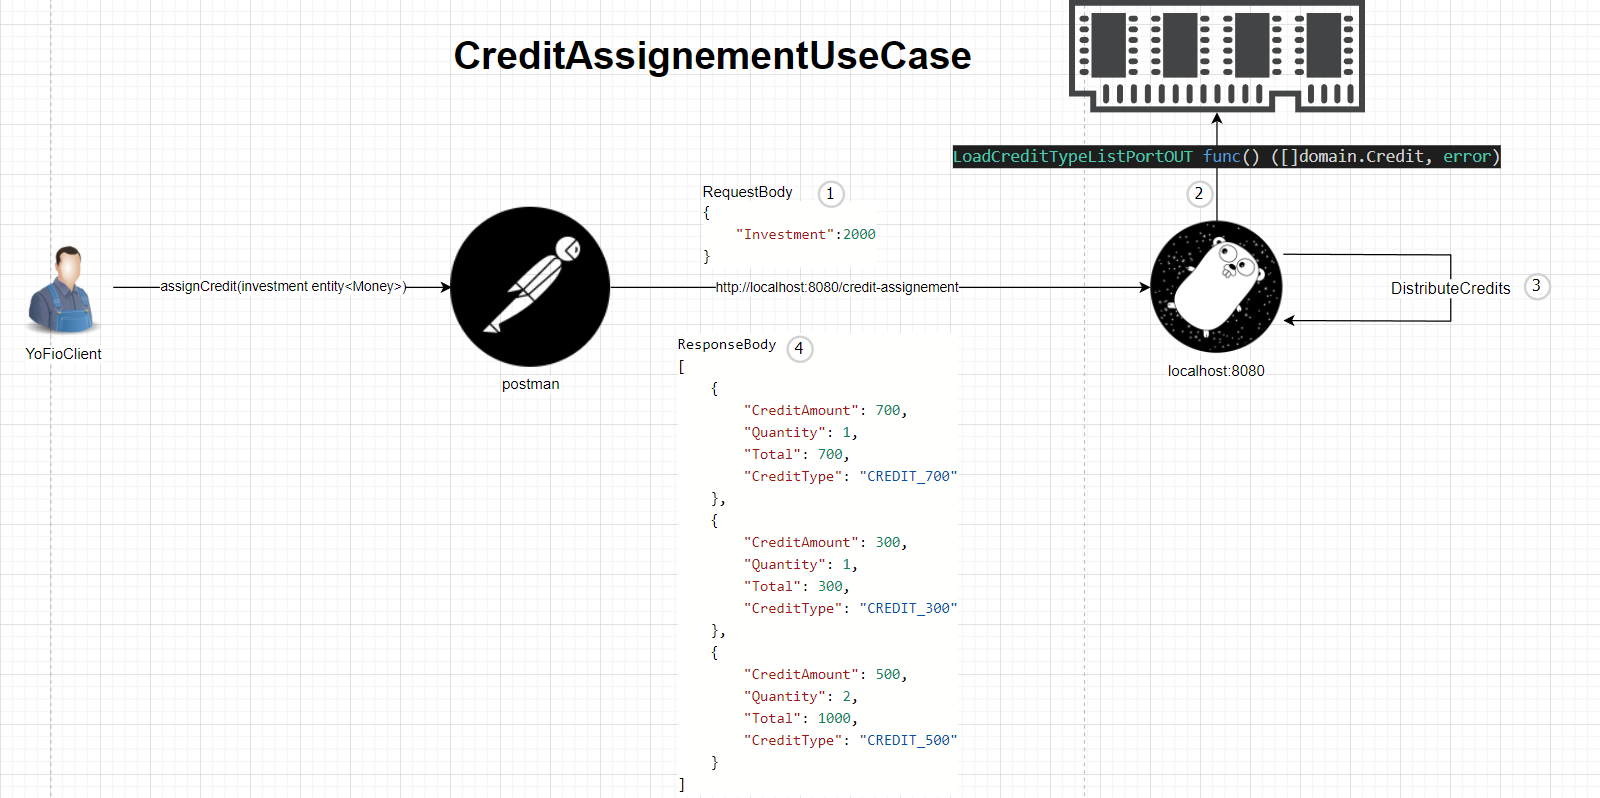 CreditAssignementUseCase
LoadCreditTypeListPortOUT func() ([]domain.Credit, error)
RequestBody 1
{
"Investment":2000
}
2
assignCredit(investment entity<Money>)
http://localhost:8080/credit-assignement
DistributeCredits 3
YoFioClient
postman
localhost:8080
ResponseBody 4
[
{
"CreditAmount": 700,
"Quantity": 1,
"Total": 700,
"CreditType": "CREDIT_700"
},
{
"CreditAmount": 300,
"Quantity": 1,
"Total": 300,
"CreditType": "CREDIT_300"
},
{
"CreditAmount": 500,
"Quantity": 2,
"Total": 1000,
"CreditType": "CREDIT_500"
}
]